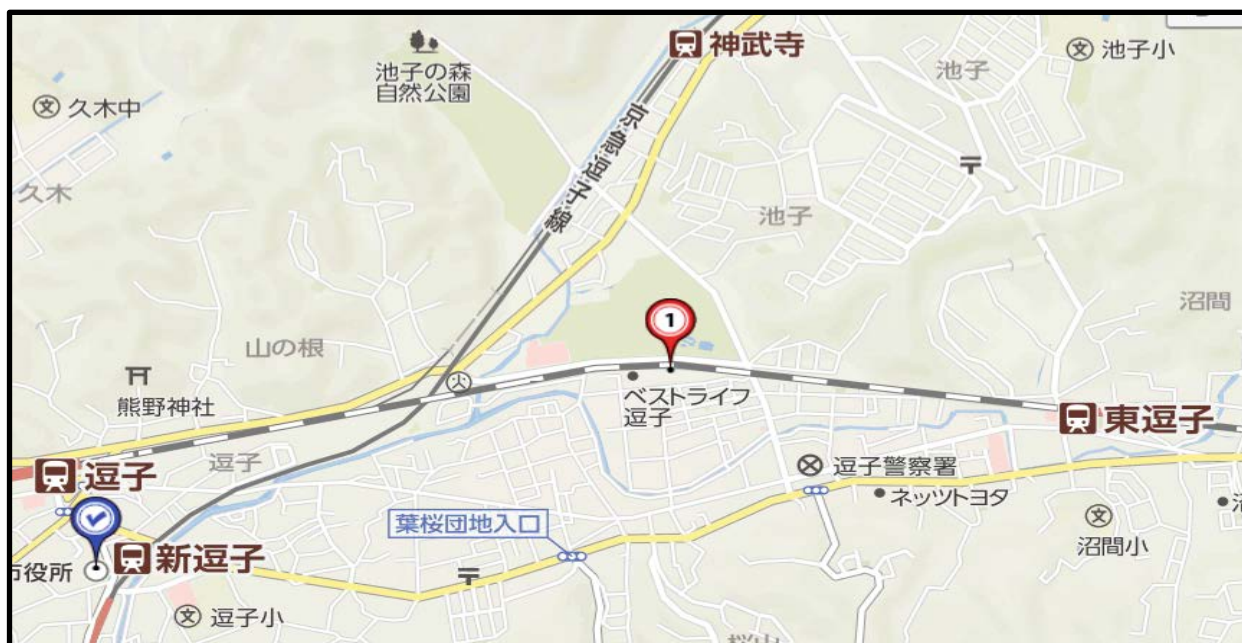 神武寺
池子小
池子
池子の森
自然公園
久木中
京急逗子線
久木
池子
沼間
1
山の根
熊野神社
火
ベストライフ
逗子
東逗子
逗子
逗子
逗子警察署
ネッツトヨタ
葉桜団地入口
沼間小
市役所
新逗子
逗子小
桜山